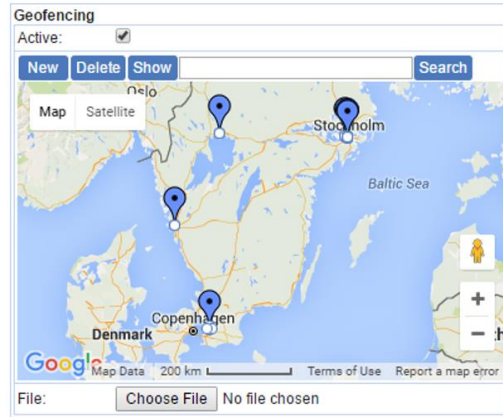 Geofencing
Active:
New Delete Show Search
Oslo
Map Satellite
Stockholm
Baltic Sea
Copenhagen
Denmark
+
−
Google Map Data 200 km Terms of Use Report a map error
File: Choose File No file chosen